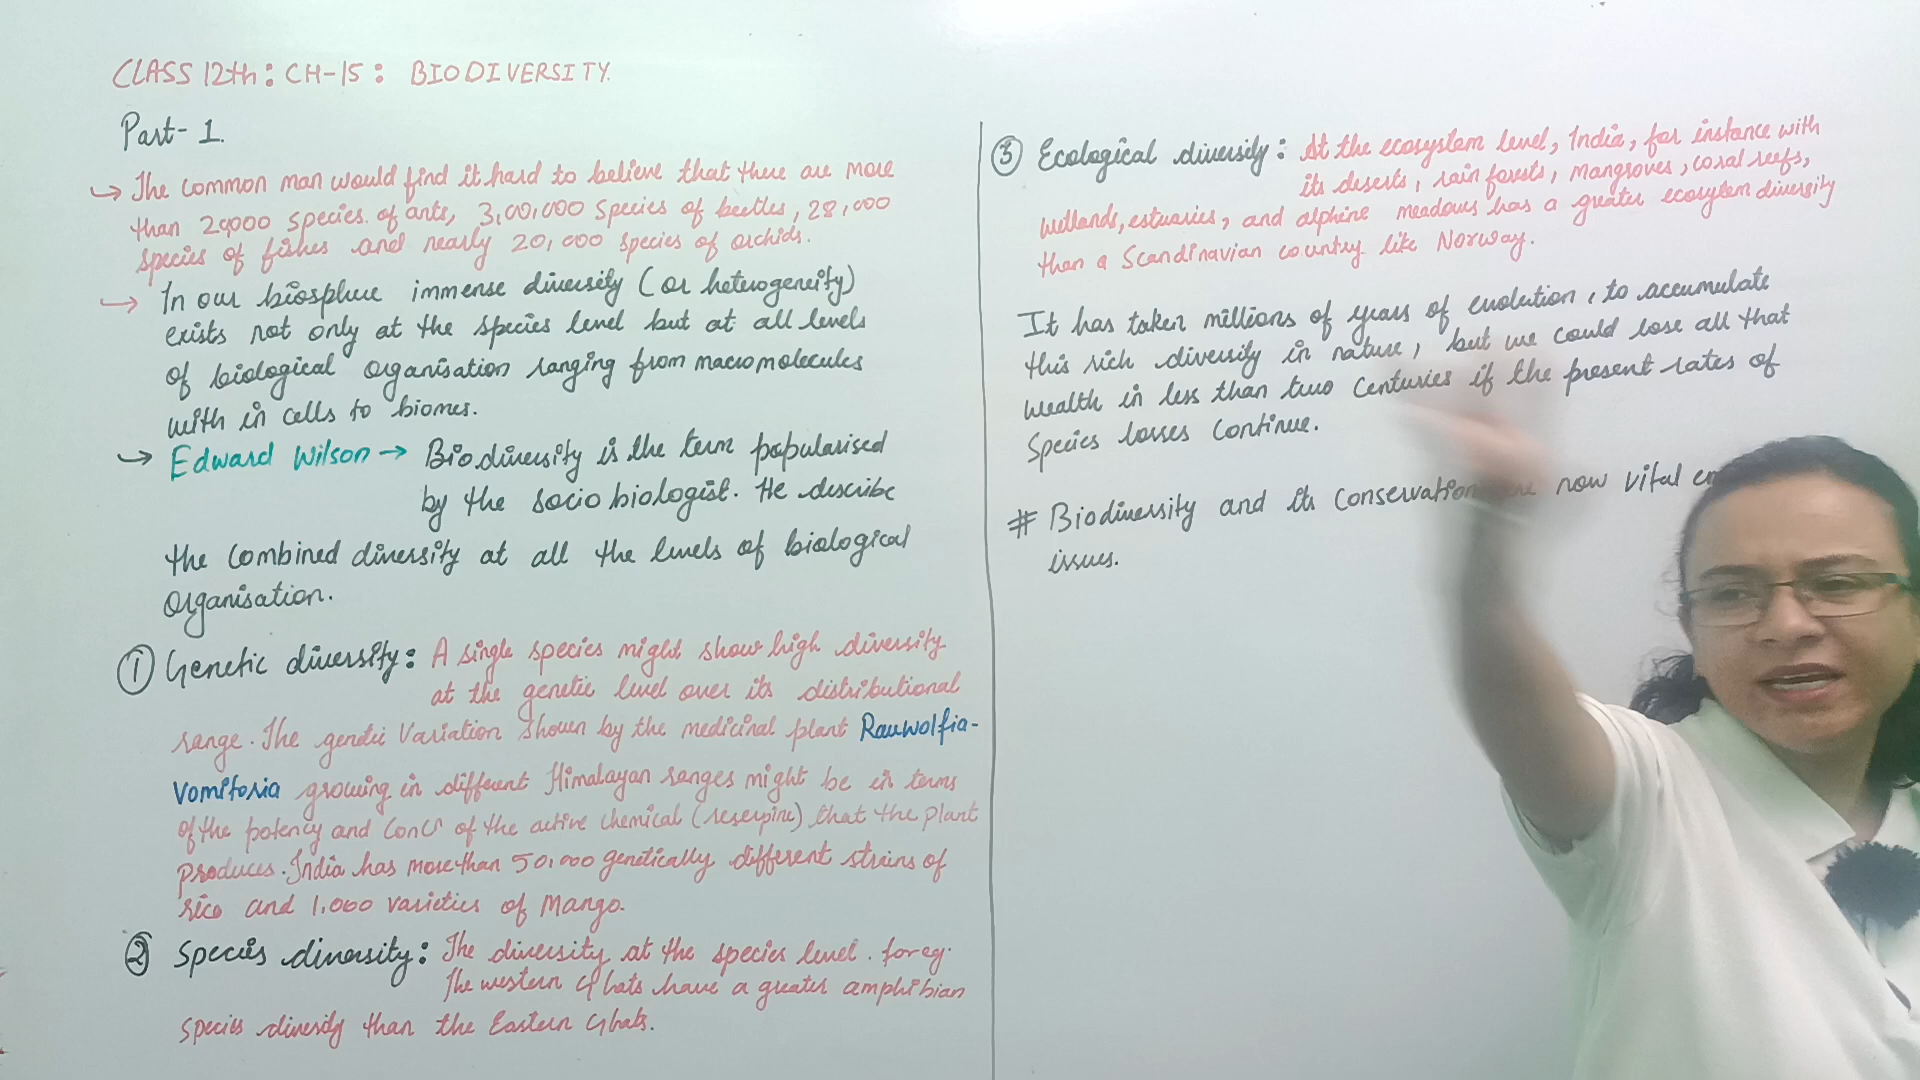 CLASS 12th: CH-15: BIODIVERSITY.
Part- 1.
→ The common man would find it hard to believe that there are more
than 20,000 species of ants, 3,00,000 species of beetles, 28,000
species of fishes and nearly 20,000 species of orchids.
→ In our biosphere immense diversity (or heterogeneity)
exists not only at the species level but at all levels
of biological organisation ranging from macromolecules
with in cells to biomes.
→ Edward Wilson → Biodiversity is the term popularised
by the socio biologist. He describe
the combined diversity at all the levels of biological
organisation.
① Genetic diversity: A single species might show high diversity
at the genetic level over its distributional
range. The genetic variation shown by the medicinal plant Rauwolfia-
Vomitoria growing in different Himalayan ranges might be in terms
of the potency and concn of the active chemical (reserpine) that the plant
produces. India has more than 50,000 genetically different strains of
rice and 1,000 varieties of Mango.
② Species diversity: The diversity at the species level. for eg.
The western Ghats have a greater amphibian
species diversity than the Eastern Ghats.
③ Ecological diversity: At the ecosystem level, India, for instance with
its deserts, rain forests, mangroves, coral reefs,
wetlands, estuaries, and alphine meadows has a greater ecosystem diversity
than a Scandinavian country like Norway.
It has taken millions of years of evolution, to accumulate
this rich diversity in nature, but we could lose all that
wealth in less than two centuries if the present rates of
species losses continue.
# Biodiversity and its conservation now vital
issues.